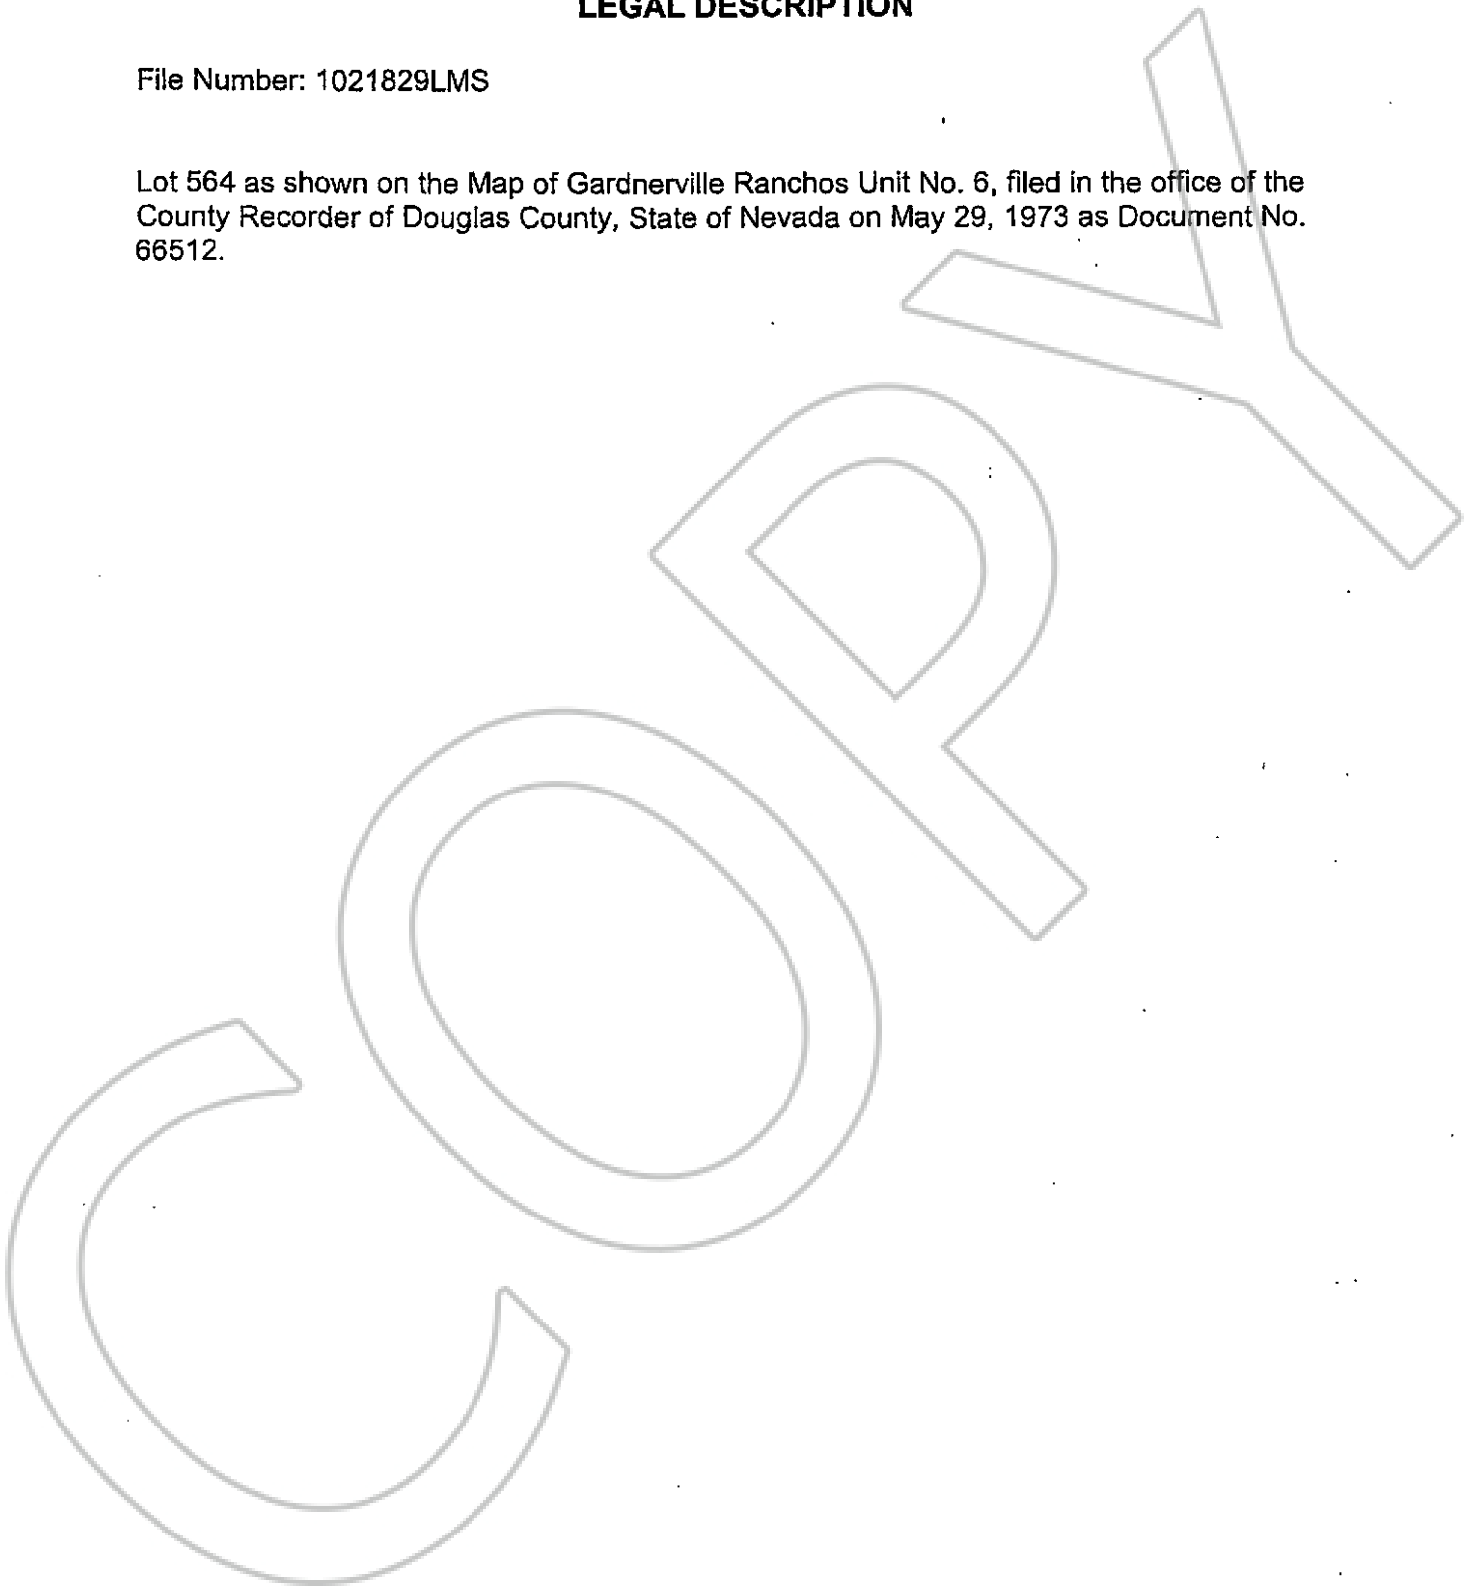 LEGAL DESCRIPTION
File Number: 1021829LMS
Lot 564 as shown on the Map of Gardnerville Ranchos Unit No. 6, filed in the office of the
County Recorder of Douglas County, State of Nevada on May 29, 1973 as Document No.
66512.
COPY